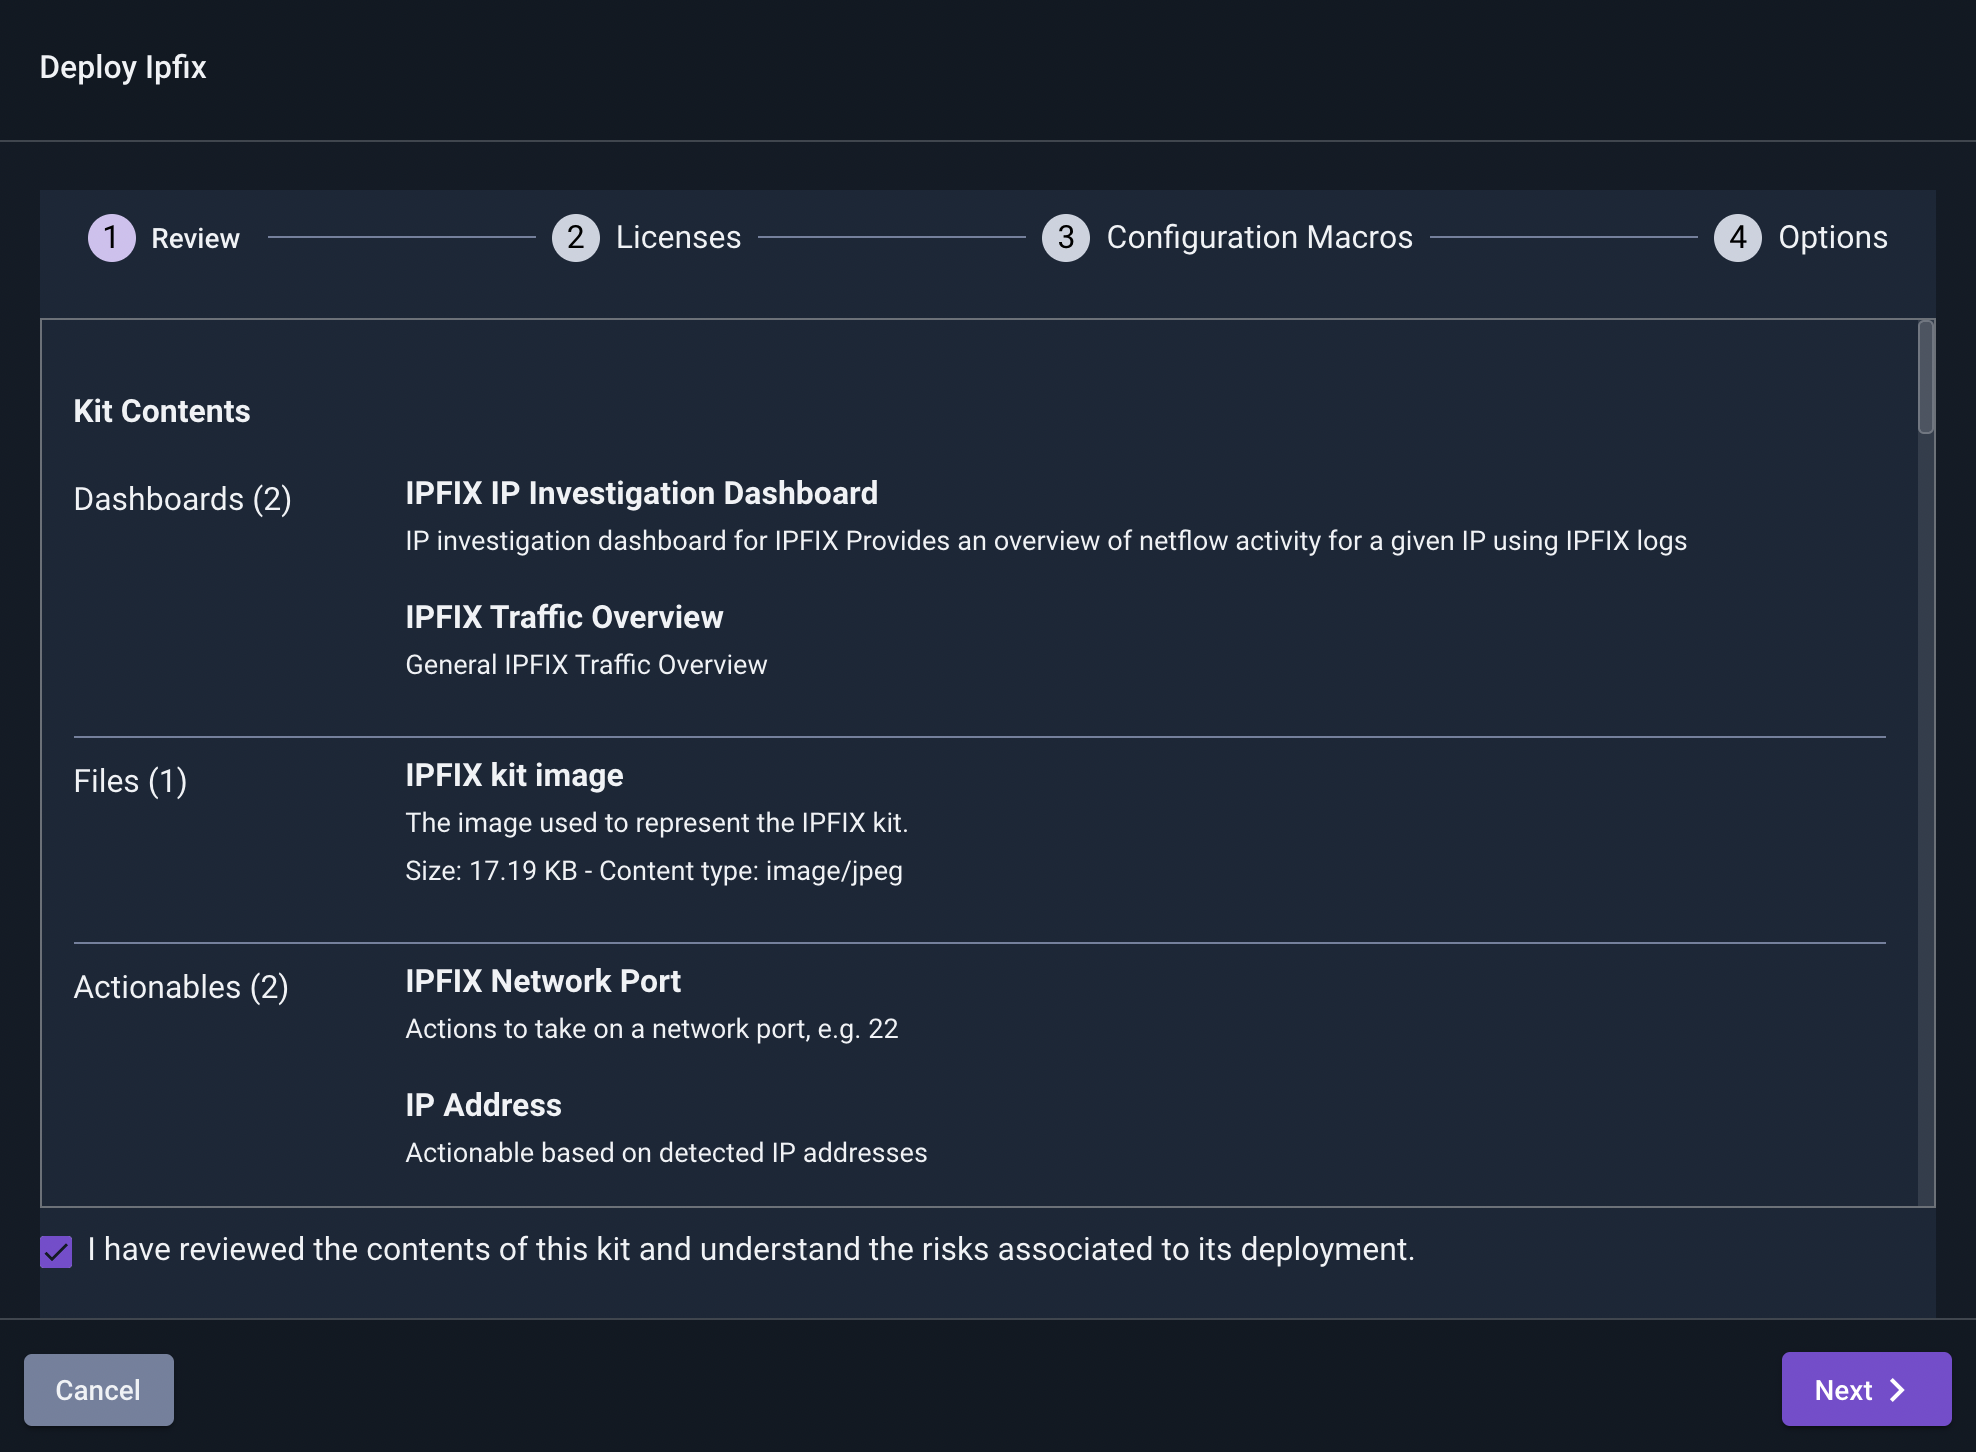 Deploy Ipfix
1 Review 2 Licenses 3 Configuration Macros 4 Options
Kit Contents
Dashboards (2)
IPFIX IP Investigation Dashboard
IP investigation dashboard for IPFIX Provides an overview of netflow activity for a given IP using IPFIX logs
IPFIX Traffic Overview
General IPFIX Traffic Overview
Files (1)
IPFIX kit image
The image used to represent the IPFIX kit.
Size: 17.19 KB - Content type: image/jpeg
Actionables (2)
IPFIX Network Port
Actions to take on a network port, e.g. 22
IP Address
Actionable based on detected IP addresses
I have reviewed the contents of this kit and understand the risks associated to its deployment.
Cancel
Next